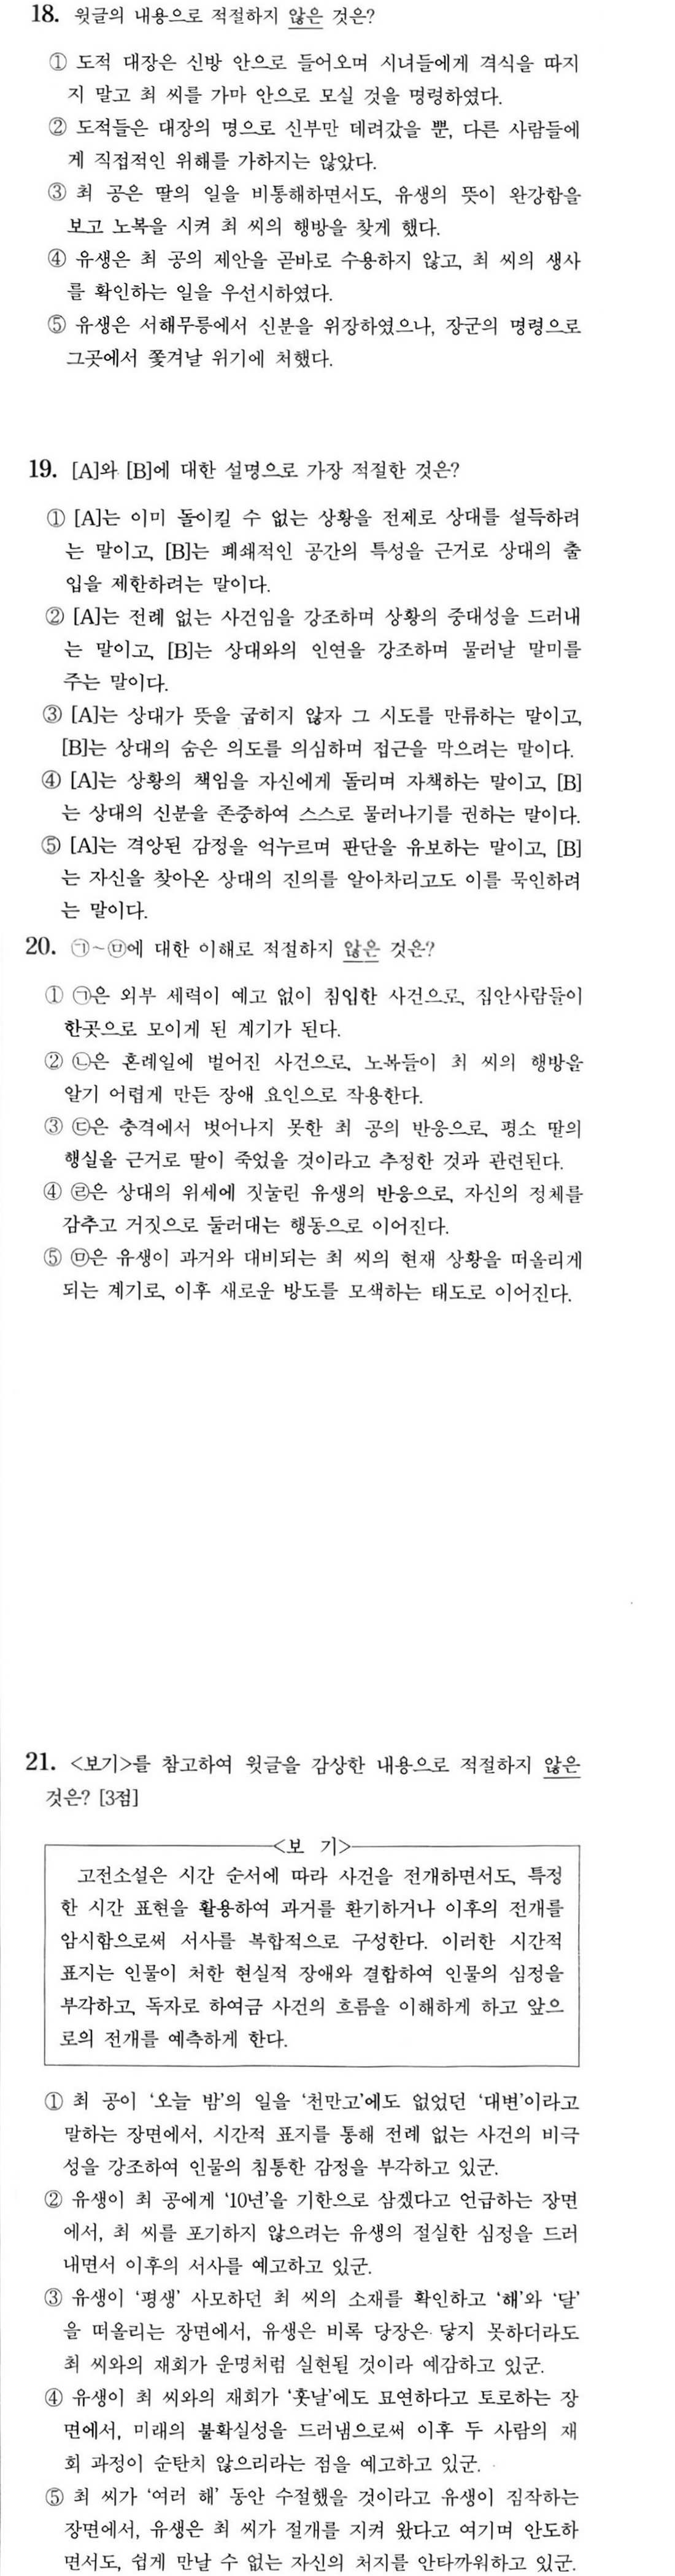 18. 윗글의 내용으로 적절하지 않은 것은?
① 도적 대장은 신방 안으로 들어오며 시녀들에게 격식을 따지
지 말고 최 씨를 가마 안으로 모실 것을 명령하였다.
② 도적들은 대장의 명으로 신부만 데려갔을 뿐, 다른 사람들에
게 직접적인 위해를 가하지는 않았다.
③ 최 공은 딸의 일을 비통해하면서도, 유생의 뜻이 완강함을
보고 노복을 시켜 최 씨의 행방을 찾게 했다.
④ 유생은 최 공의 제안을 곧바로 수용하지 않고, 최 씨의 생사
를 확인하는 일을 우선시하였다.
⑤ 유생은 서해무릉에서 신분을 위장하였으나, 장군의 명령으로
그곳에서 쫓겨날 위기에 처했다.
19. [A]와 [B]에 대한 설명으로 가장 적절한 것은?
① [A]는 이미 돌이킬 수 없는 상황을 전제로 상대를 설득하려
는 말이고, [B]는 폐쇄적인 공간의 특성을 근거로 상대의 출
입을 제한하려는 말이다.
② [A]는 전례 없는 사건임을 강조하며 상황의 중대성을 드러내
는 말이고, [B]는 상대와의 인연을 강조하며 물러날 말미를
주는 말이다.
③ [A]는 상대가 뜻을 굽히지 않자 그 시도를 만류하는 말이고,
[B]는 상대의 숨은 의도를 의심하며 접근을 막으려는 말이다.
④ [A]는 상황의 책임을 자신에게 돌리며 자책하는 말이고, [B]
는 상대의 신분을 존중하여 스스로 물러나기를 권하는 말이다.
⑤ [A]는 격앙된 감정을 억누르며 판단을 유보하는 말이고, [B]
는 자신을 찾아온 상대의 진의를 알아차리고도 이를 묵인하려
는 말이다.
20. ㉠~㉤에 대한 이해로 적절하지 않은 것은?
① ㉠은 외부 세력이 예고 없이 침입한 사건으로, 집안사람들이
한곳으로 모이게 된 계기가 된다.
② ㉡은 혼례일에 벌어진 사건으로, 노복들이 최 씨의 행방을
알기 어렵게 만든 장애 요인으로 작용한다.
③ ㉢은 충격에서 벗어나지 못한 최 공의 반응으로, 평소 딸의
행실을 근거로 딸이 죽었을 것이라고 추정한 것과 관련된다.
④ ㉣은 상대의 위세에 짓눌린 유생의 반응으로, 자신의 정체를
감추고 거짓으로 둘러대는 행동으로 이어진다.
⑤ ㉤은 유생이 과거와 대비되는 최 씨의 현재 상황을 떠올리게
되는 계기로, 이후 새로운 방도를 모색하는 태도로 이어진다.
21. <보기>를 참고하여 윗글을 감상한 내용으로 적절하지 않은
것은? [3점]
<보 기>
고전소설은 시간 순서에 따라 사건을 전개하면서도, 특정
한 시간 표현을 활용하여 과거를 환기하거나 이후의 전개를
암시함으로써 서사를 복합적으로 구성한다. 이러한 시간적
표지는 인물이 처한 현실적 장애와 결합하여 인물의 심정을
부각하고, 독자로 하여금 사건의 흐름을 이해하게 하고 앞으
로의 전개를 예측하게 한다.
① 최 공이 '오늘 밤'의 일을 '천만고'에도 없었던 '대변'이라고
말하는 장면에서, 시간적 표지를 통해 전례 없는 사건의 비극
성을 강조하여 인물의 침통한 감정을 부각하고 있군.
② 유생이 최 공에게 '10년'을 기한으로 삼겠다고 언급하는 장면
에서, 최 씨를 포기하지 않으려는 유생의 절실한 심정을 드러
내면서 이후의 서사를 예고하고 있군.
③ 유생이 '평생' 사모하던 최 씨의 소재를 확인하고 '해'와 '달'
을 떠올리는 장면에서, 유생은 비록 당장은 닿지 못하더라도
최 씨와의 재회가 운명처럼 실현될 것이라 예감하고 있군.
④ 유생이 최 씨와의 재회가 '훗날'에도 묘연하다고 토로하는 장
면에서, 미래의 불확실성을 드러냄으로써 이후 두 사람의 재
회 과정이 순탄치 않으리라는 점을 예고하고 있군.
⑤ 최 씨가 '여러 해' 동안 수절했을 것이라고 유생이 짐작하는
장면에서, 유생은 최 씨가 절개를 지켜 왔다고 여기며 안도하
면서도, 쉽게 만날 수 없는 자신의 처지를 안타까워하고 있군.